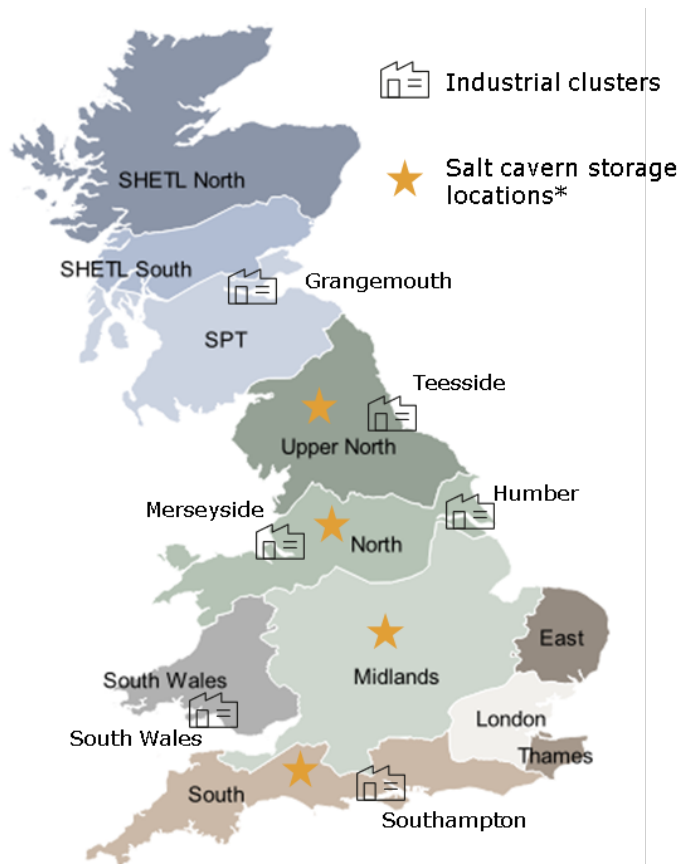 Industrial clusters
Salt cavern storage
locations*
SHETL North
SHETL South
Grangemouth
SPT
Teesside
Upper North
Humber
Merseyside
North
East
South Wales
Midlands
London
South Wales
Thames
South
Southampton